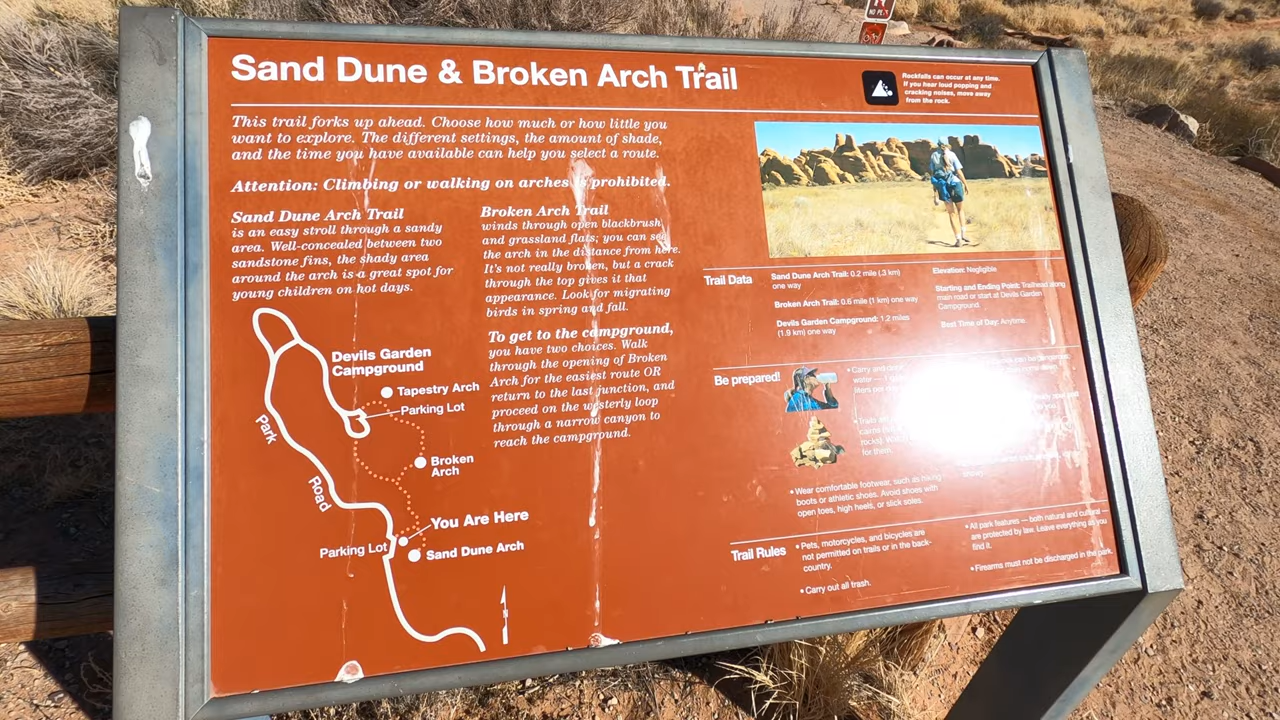 Sand Dune & Broken Arch Trail
Rockfalls can occur at any time.
If you hear loud popping and
cracking noises, move away
from the rock.
This trail forks up ahead. Choose how much or how little you
want to explore. The different settings, the amount of shade,
and the time you have available can help you select a route.
Attention: Climbing or walking on arches is prohibited.
Sand Dune Arch Trail
is an easy stroll through a sandy
area. Well-concealed between two
sandstone fins, the shady area
around the arch is a great spot for
young children on hot days.
Broken Arch Trail
winds through open blackbrush
and grassland flats; you can see
the arch in the distance from here.
It's not really broken, but a crack
through the top gives it that
appearance. Look for migrating
birds in spring and fall.
To get to the campground,
you have two choices. Walk
through the opening of Broken
Arch for the easiest route OR
return to the last junction, and
proceed on the westerly loop
through a narrow canyon to
reach the campground.
Devils Garden
Campground
Tapestry Arch
Parking Lot
Park
Broken
Arch
Road
You Are Here
Parking Lot
Sand Dune Arch
Trail Data
Sand Dune Arch Trail: 0.2 mile (.3 km)
one way
Broken Arch Trail: 0.6 mile (1 km) one way
Devils Garden Campground: 1.2 miles
(1.9 km) one way
Elevation: Negligible
Starting and Ending Point: Trailhead along
main road or start at Devils Garden
Campground.
Best Time of Day: Anytime
Be prepared!
• Carry and
water —
liters per
• Trails
cairns
rocks).
for them.
• Wear comfortable footwear, such as hiking
boots or athletic shoes. Avoid shoes with
open toes, high heels, or slick soles.
Trail Rules
• Pets, motorcycles, and bicycles are
not permitted on trails or in the back-
country.
• Carry out all trash.
• All park features — both natural and cultural —
are protected by law. Leave everything as you
find it.
• Firearms must not be discharged in the park.